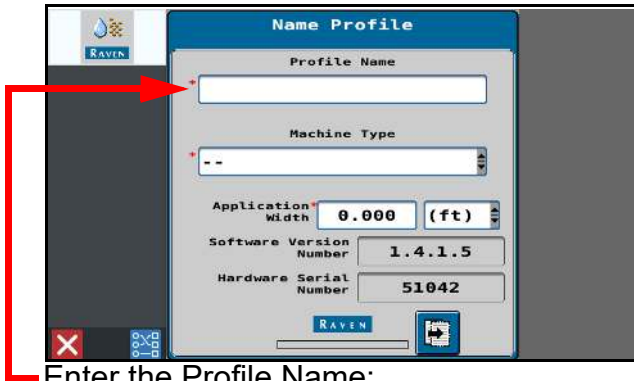 Name Profile
RAVEN
Profile Name
*
Machine Type
*
--
Application*
Width 0.000 (ft)
Software Version
Number 1.4.1.5
Hardware Serial
Number 51042
RAVEN
Enter the Profile Name: